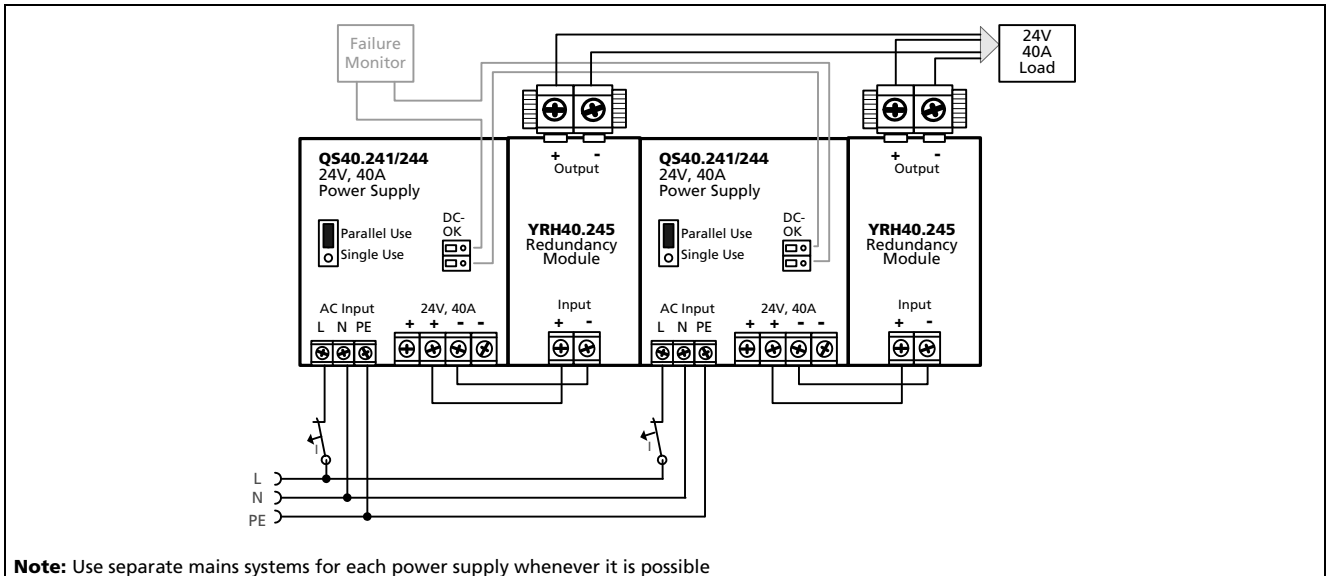 Failure
Monitor
24V
40A
Load
QS40.241/244
24V, 40A
Power Supply
Parallel Use
Single Use
DC-
OK
AC Input
L N PE
24V, 40A
+ + - -
+ -
Output
YRH40.245
Redundancy
Module
Input
+ -
QS40.241/244
24V, 40A
Power Supply
Parallel Use
Single Use
DC-
OK
AC Input
L N PE
24V, 40A
+ + - -
+ -
Output
YRH40.245
Redundancy
Module
Input
+ -
I
I
L
N
PE
Note: Use separate mains systems for each power supply whenever it is possible